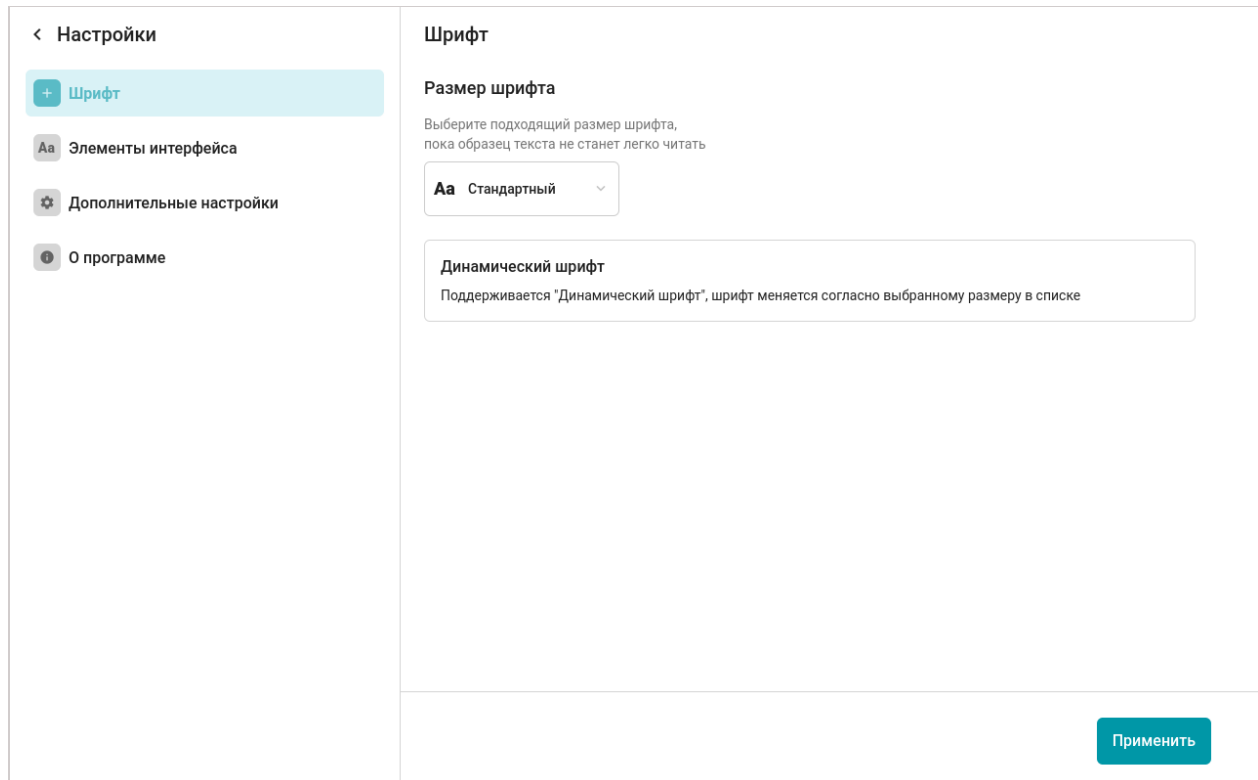 Настройки
Шрифт
Aa Элементы интерфейса
Дополнительные настройки
О программе
Шрифт
Размер шрифта
Выберите подходящий размер шрифта,
пока образец текста не станет легко читать
Aa Стандартный
Динамический шрифт
Поддерживается "Динамический шрифт", шрифт меняется согласно выбранному размеру в списке
Применить